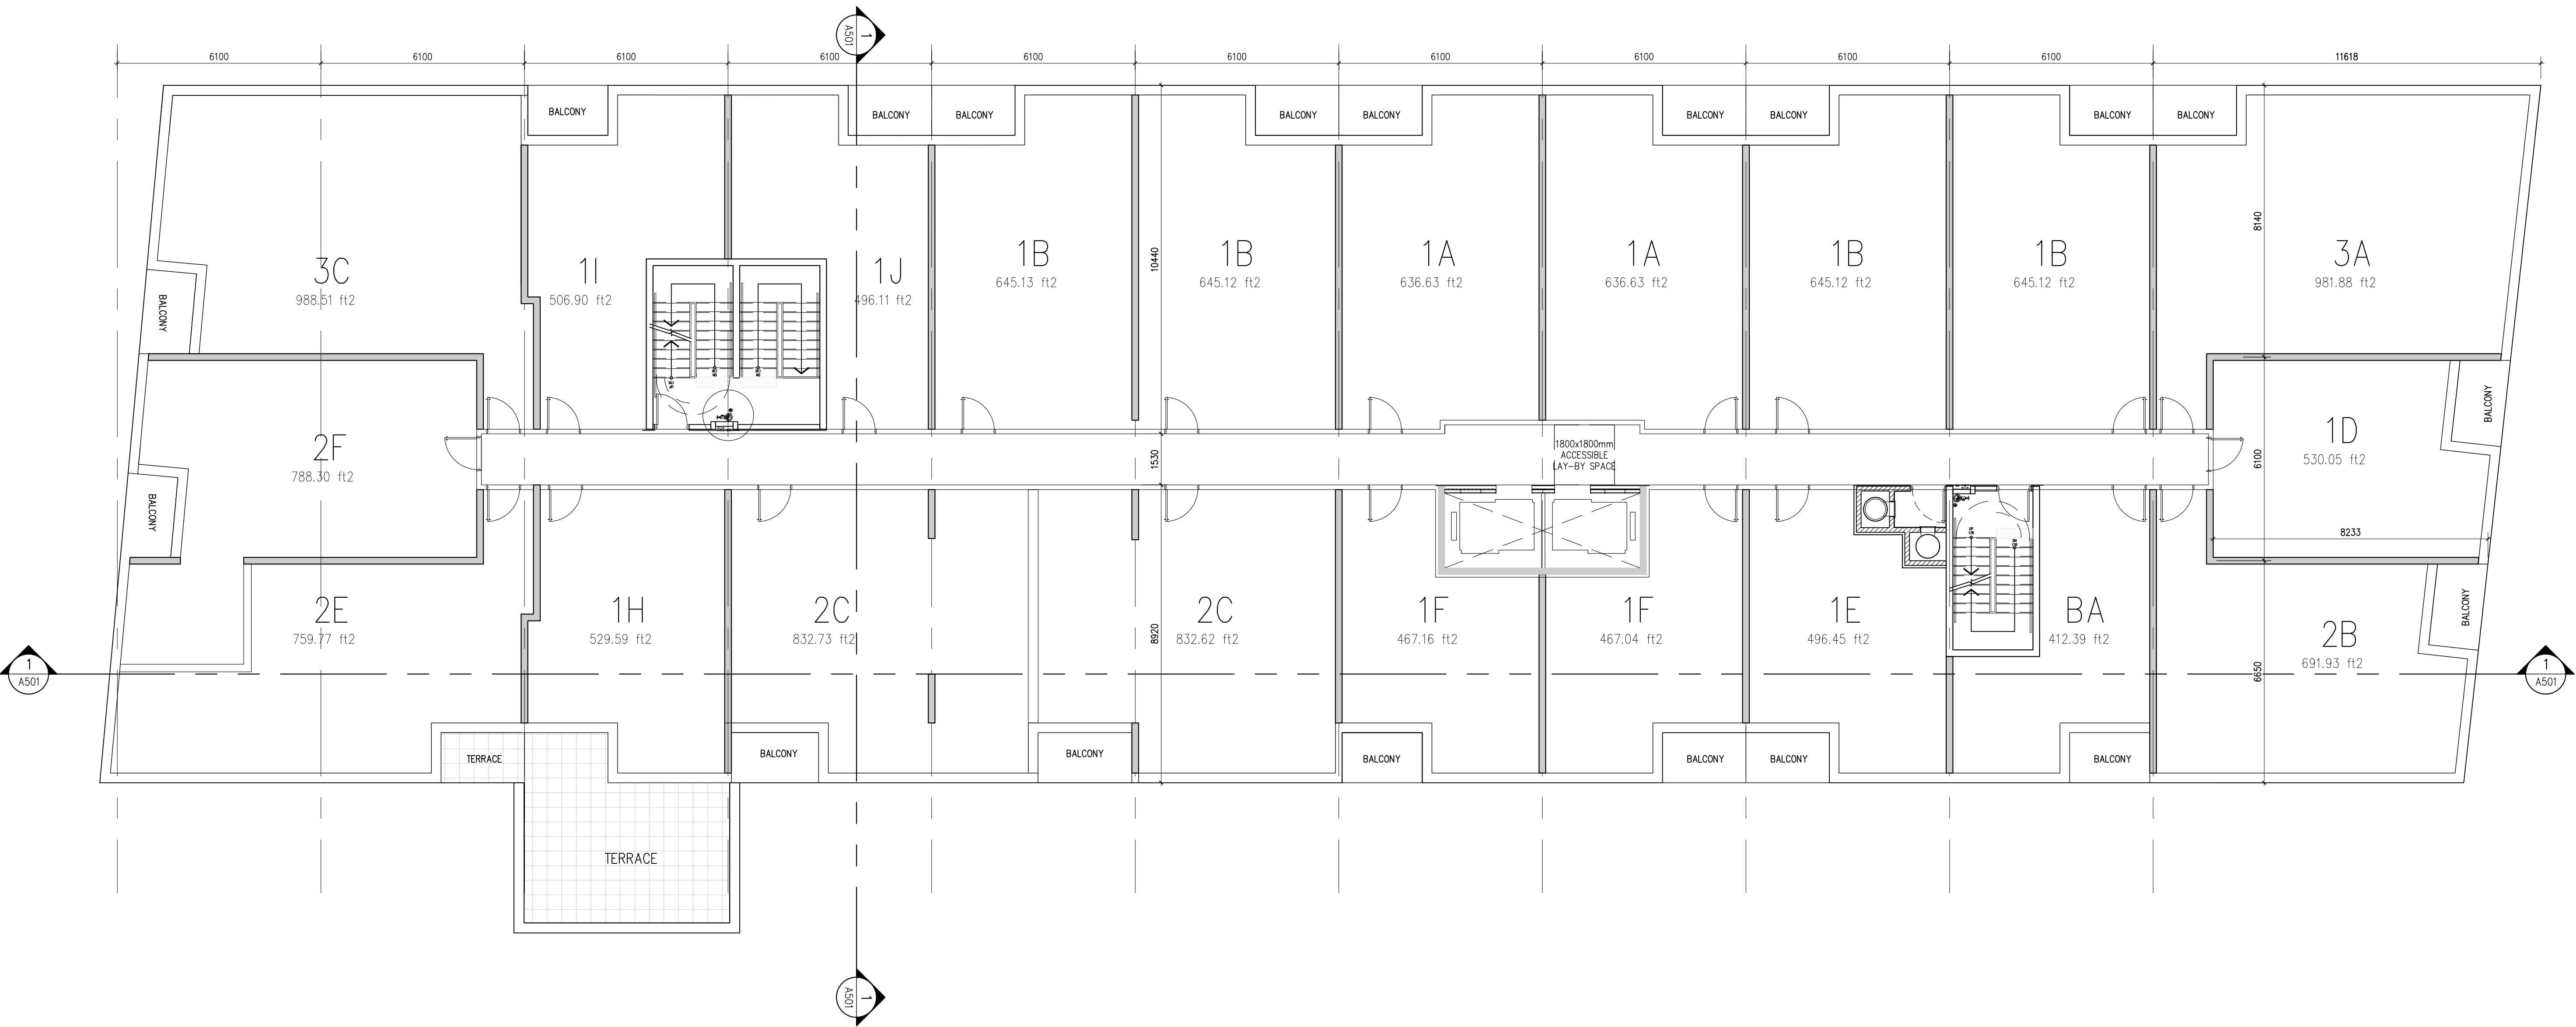 1
A501
6100
6100
6100
6100
6100
6100
6100
6100
6100
6100
11618
BALCONY
BALCONY
BALCONY
BALCONY
BALCONY
BALCONY
BALCONY
BALCONY
BALCONY
3C
988.51 ft2
1I
506.90 ft2
1J
496.11 ft2
1B
645.13 ft2
10440
1B
645.12 ft2
1A
636.63 ft2
1A
636.63 ft2
1B
645.12 ft2
1B
645.12 ft2
8140
3A
981.88 ft2
BALCONY
BALCONY
2F
788.30 ft2
1530
1800x1800mm
ACCESSIBLE
LAY-BY SPACE
6100
1D
530.05 ft2
BALCONY
8233
2E
759.77 ft2
1H
529.59 ft2
2C
832.73 ft2
8920
2C
832.62 ft2
1F
467.16 ft2
1F
467.04 ft2
1E
496.45 ft2
BA
412.39 ft2
6650
2B
691.93 ft2
BALCONY
1
A501
1
A501
TERRACE
BALCONY
BALCONY
BALCONY
BALCONY
BALCONY
BALCONY
TERRACE
1
A501